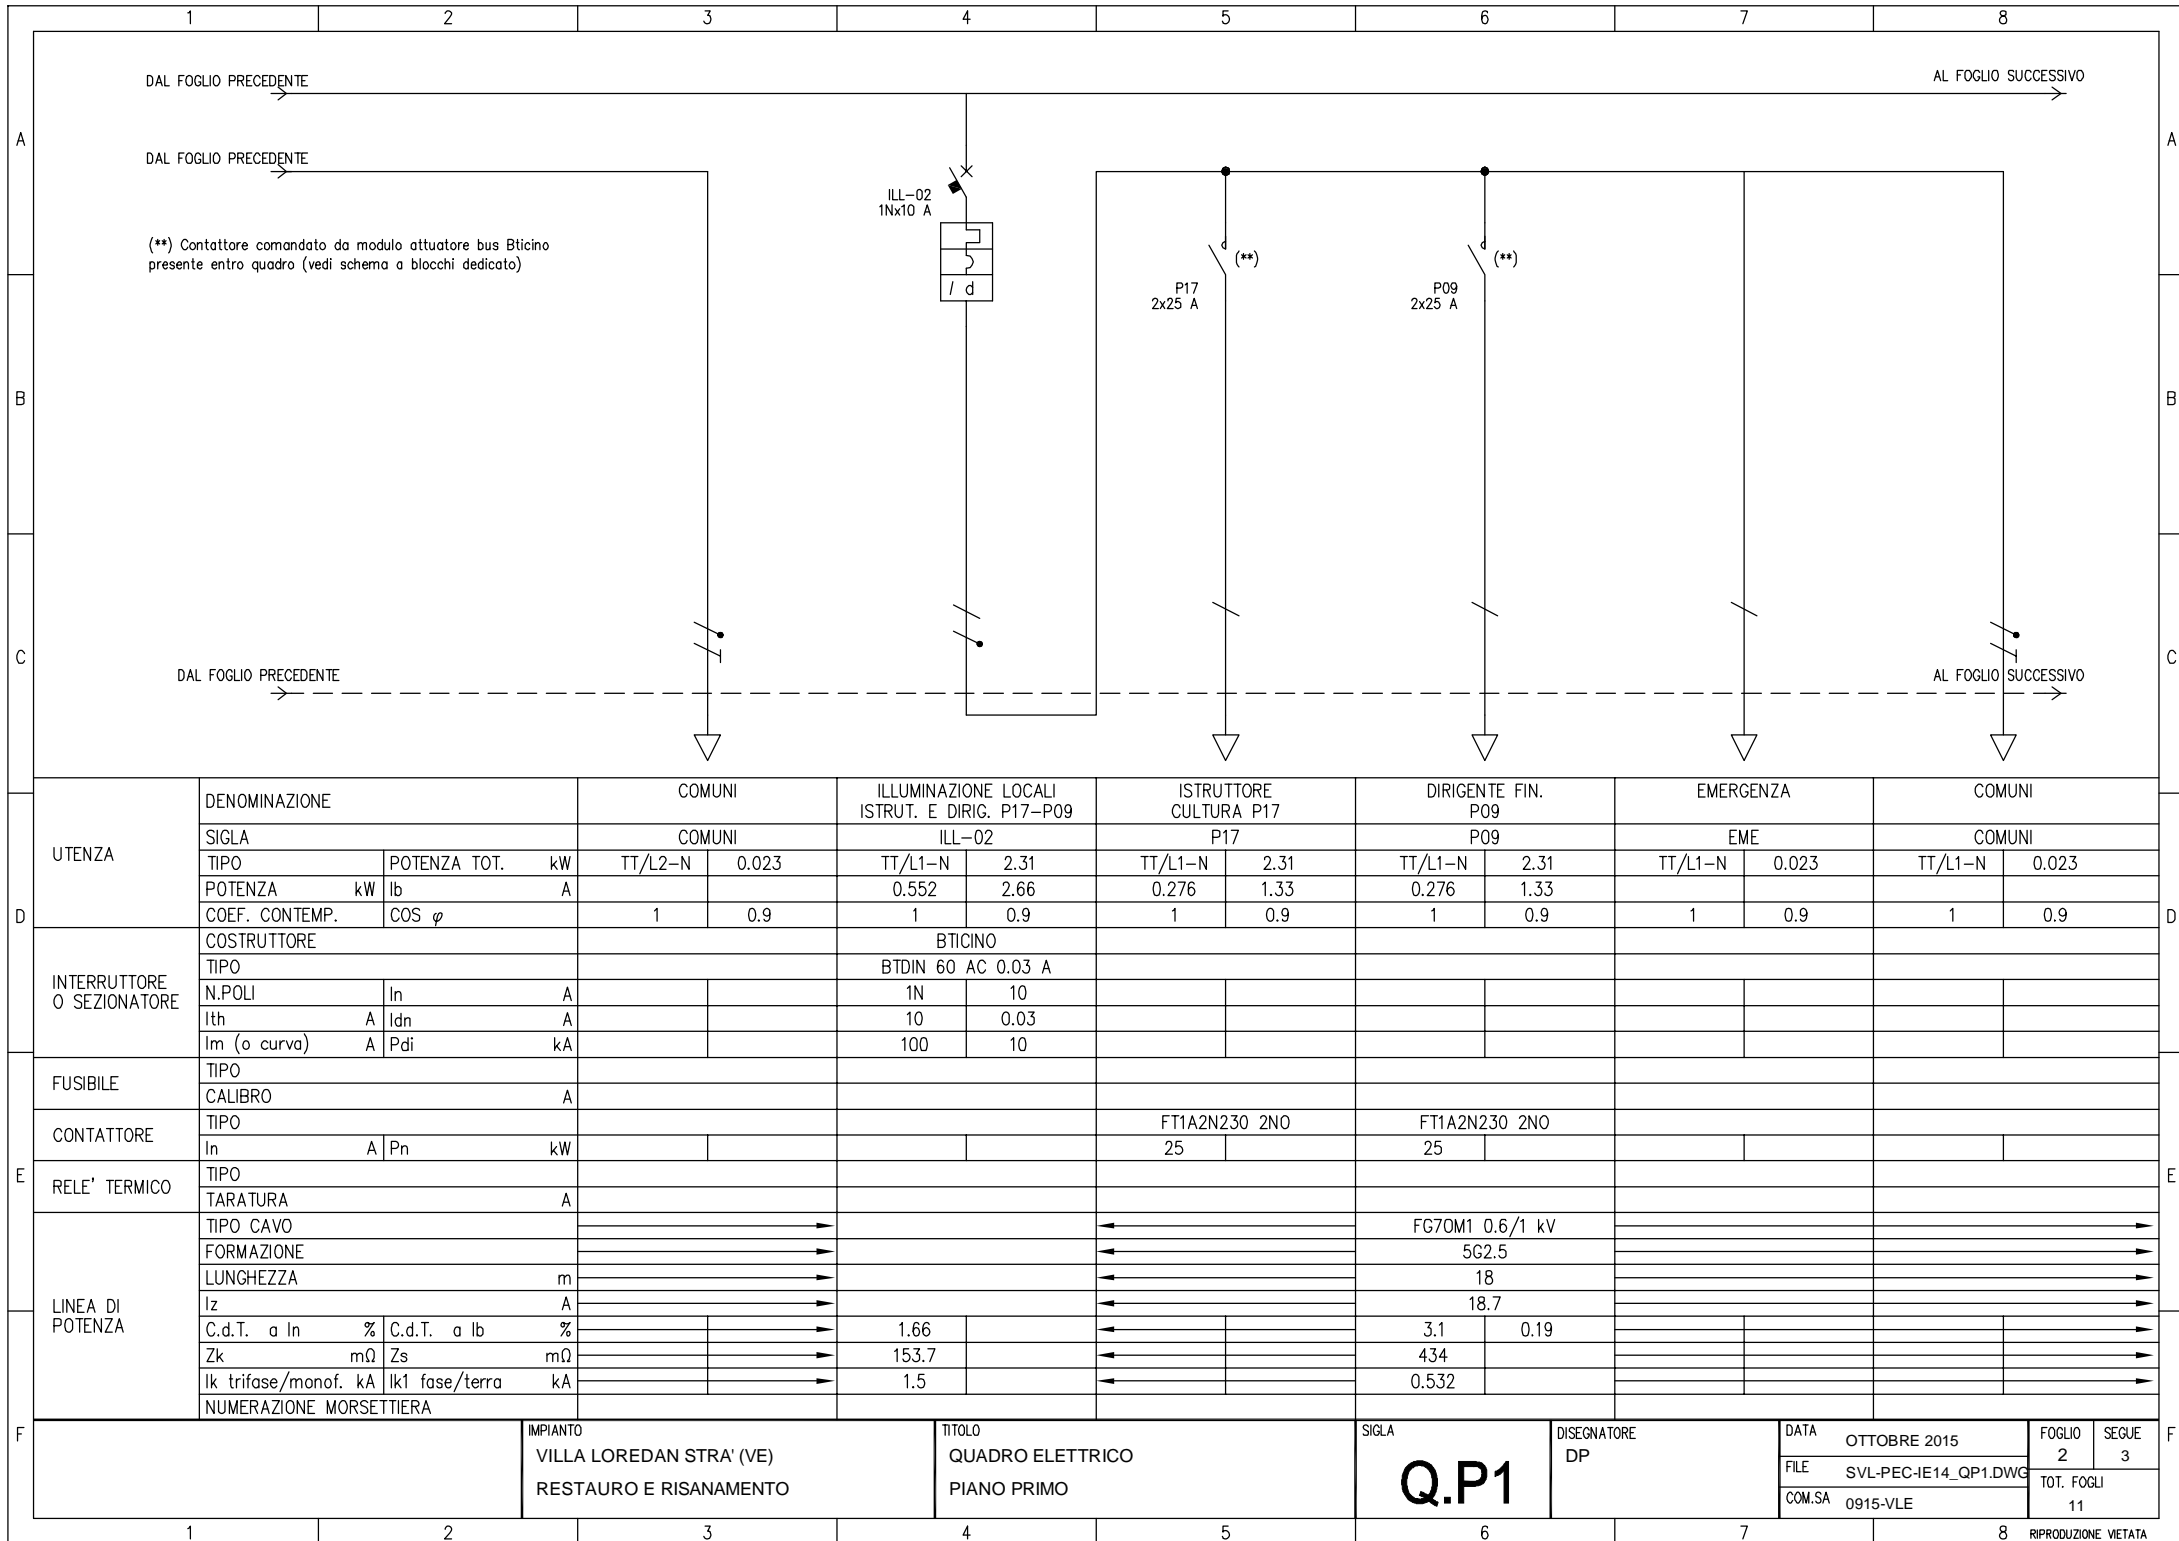 1 2 3 4 5 6 7 8
DAL FOGLIO PRECEDENTE
AL FOGLIO SUCCESSIVO
A A
DAL FOGLIO PRECEDENTE
ILL-02
1Nx10 A
(**) Contattore comandato da modulo attuatore bus Bticino
presente entro quadro (vedi schema a blocchi dedicato)
(**) (**)
I d
P17
2x25 A
P09
2x25 A
B B
C C
DAL FOGLIO PRECEDENTE
AL FOGLIO SUCCESSIVO
UTENZA
DENOMINAZIONE COMUNI ILLUMINAZIONE LOCALI ISTRUTTORE DIRIGENTE FIN. EMERGENZA COMUNI
ISTRUT. E DIRIG. P17-P09 CULTURA P17 P09
SIGLA COMUNI ILL-02 P17 P09 EME COMUNI
TIPO POTENZA TOT. kW TT/L2-N 0.023 TT/L1-N 2.31 TT/L1-N 2.31 TT/L1-N 2.31 TT/L1-N 0.023 TT/L1-N 0.023
POTENZA kW Ib A 0.552 2.66 0.276 1.33 0.276 1.33
D COEF. CONTEMP. COS φ 1 0.9 1 0.9 1 0.9 1 0.9 1 0.9 1 0.9 D
INTERRUTTORE
O SEZIONATORE
COSTRUTTORE BTICINO
TIPO BTDIN 60 AC 0.03 A
N.POLI In A 1N 10
Ith A Idn A 10 0.03
Im (o curva) A Pdi kA 100 10
FUSIBILE
TIPO
CALIBRO A
CONTATTORE
TIPO FT1A2N230 2NO FT1A2N230 2NO
In A Pn kW 25 25
E RELE' TERMICO E
TIPO
TARATURA A
LINEA DI
POTENZA
TIPO CAVO FG7OM1 0.6/1 kV
FORMAZIONE 5G2.5
LUNGHEZZA m 18
Iz A 18.7
C.d.T. a In % C.d.T. a Ib % 1.66 3.1 0.19
Zk mΩ Zs mΩ 153.7 434
Ik trifase/monof. kA Ik1 fase/terra kA 1.5 0.532
NUMERAZIONE MORSETTIERA
F F
IMPIANTO
VILLA LOREDAN STRA' (VE)
RESTAURO E RISANAMENTO
TITOLO
QUADRO ELETTRICO
PIANO PRIMO
SIGLA
Q.P1
DISEGNATORE
DP
DATA OTTOBRE 2015
FILE SVL-PEC-IE14_QP1.DWG
COM.SA 0915-VLE
FOGLIO SEGUE
2 3
TOT. FOGLI
11
1 2 3 4 5 6 7 8
RIPRODUZIONE VIETATA